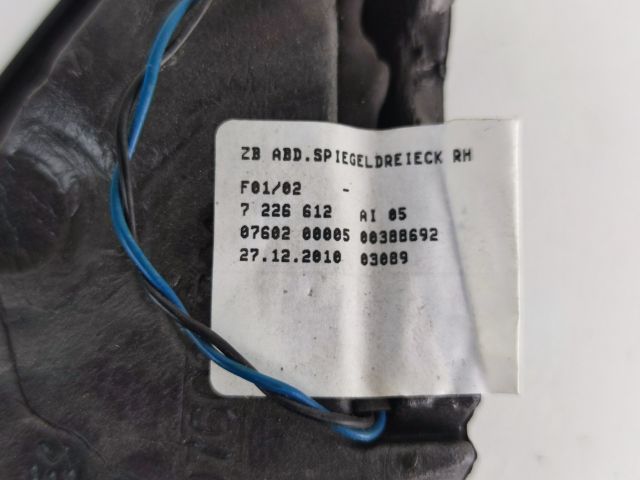 ZB ABD.SPIEGELDREIECK RH
F01/02 -
7 226 612 AI 05
07602 00005 00388692
27.12.2010 03089